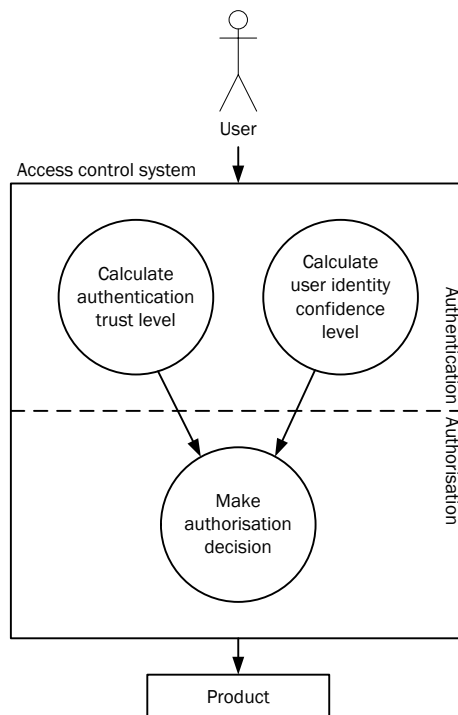 User
Access control system
Calculate
authentication
trust level
Calculate
user identity
confidence
level
Authentication
Authorisation
Make
authorisation
decision
Product